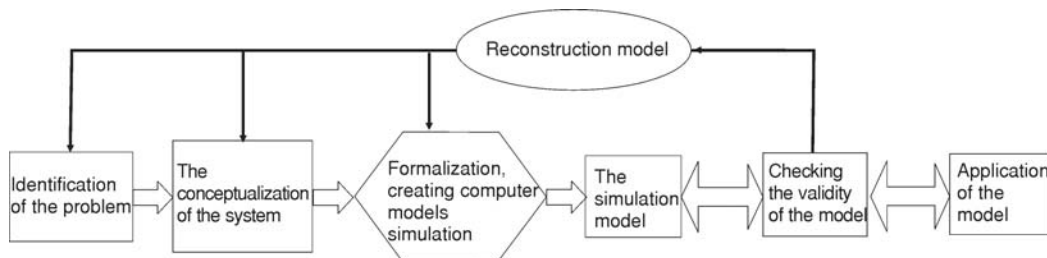 Reconstruction model
Identification
of the problem
The
conceptualization
of the system
Formalization,
creating computer
models
simulation
The
simulation
model
Checking
the validity
of the model
Application
of the
model